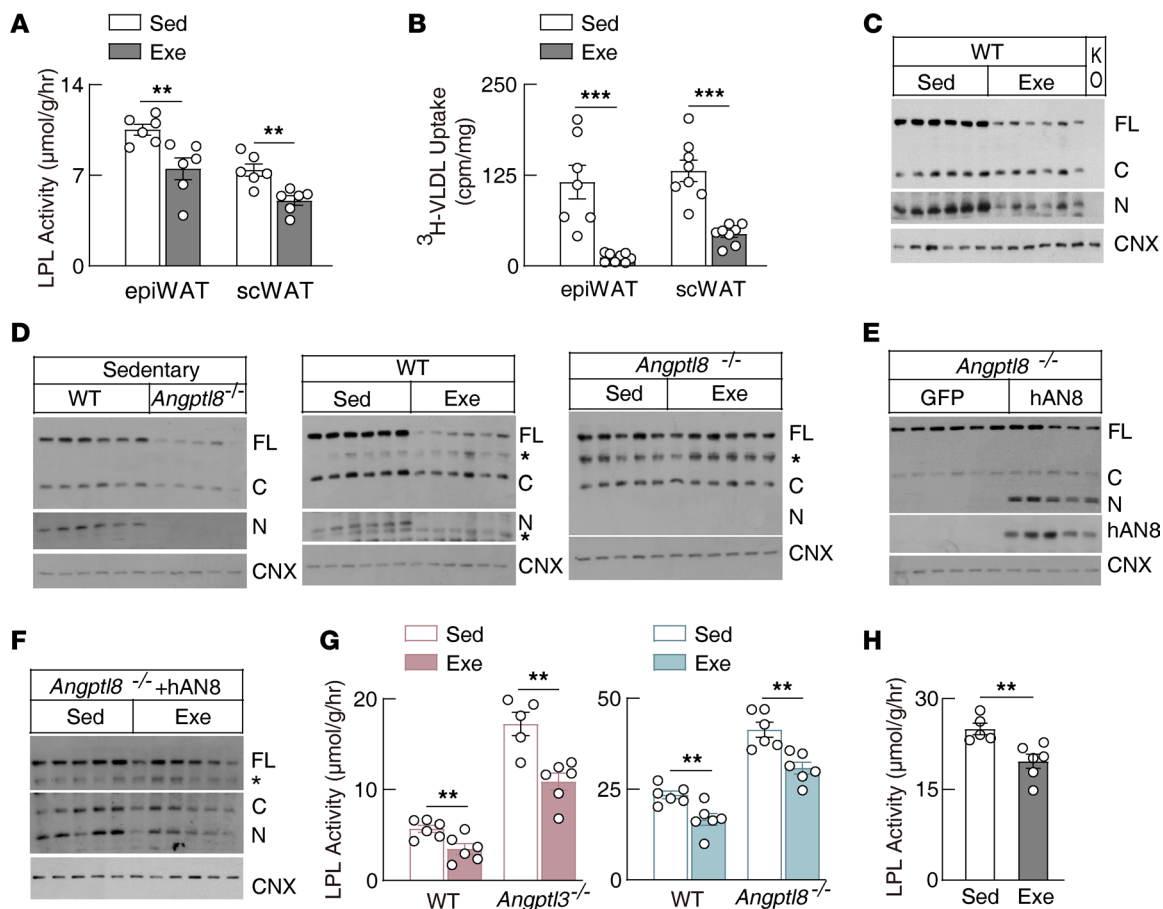 A
Sed
Exe
LPL Activity (μmol/g/hr)
14
7
0
**
**
epiWAT
scWAT
B
Sed
Exe
³H-VLDL Uptake
(cpm/mg)
250
125
0
***
***
epiWAT
scWAT
C
WT
KO
Sed
Exe
FL
C
N
CNX
D
Sedentary
WT
Angptl8-/-
FL
C
N
CNX
WT
Sed
Exe
FL
*
C
N
*
CNX
Angptl8 -/-
Sed
Exe
FL
*
C
N
CNX
E
Angptl8 -/-
GFP
hAN8
FL
C
N
hAN8
CNX
F
Angptl8 -/- +hAN8
Sed
Exe
FL
*
C
N
CNX
G
Sed
Exe
LPL Activity (μmol/g/hr)
20
10
0
**
**
WT
Angptl3-/-
Sed
Exe
50
25
0
**
**
WT
Angptl8-/-
H
LPL Activity (μmol/g/hr)
30
15
0
**
Sed
Exe